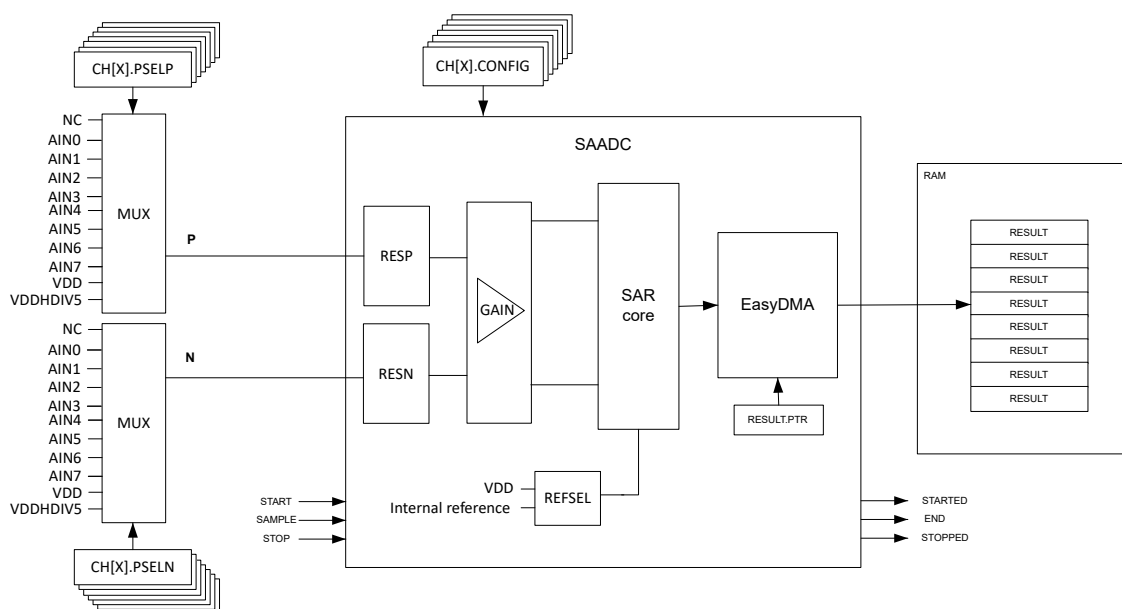 CH[X].PSELP
CH[X].CONFIG
NC
AIN0
AIN1
AIN2
AIN3
AIN4
AIN5
AIN6
AIN7
VDD
VDDHDIV5
MUX
P
SAADC
RAM
RESP
GAIN
SAR
core
EasyDMA
RESULT
RESULT
RESULT
RESULT
RESULT
RESULT
RESULT
RESULT
NC
AIN0
AIN1
AIN2
AIN3
AIN4
AIN5
AIN6
AIN7
VDD
VDDHDIV5
MUX
N
RESN
RESULT.PTR
VDD
Internal reference
REFSEL
START
SAMPLE
STOP
STARTED
END
STOPPED
CH[X].PSELN